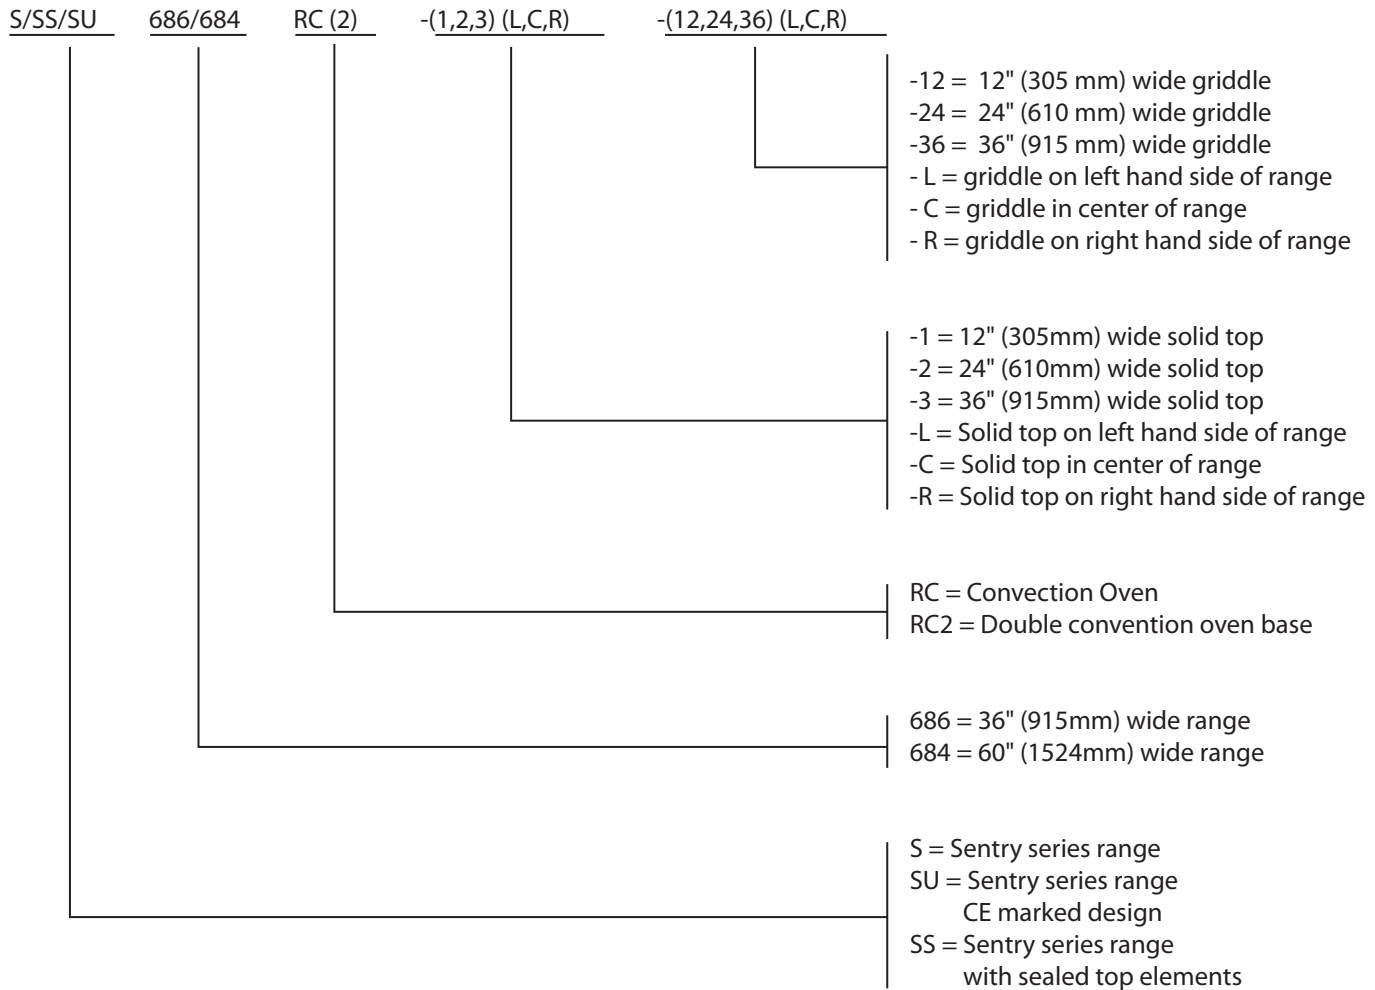 S/SS/SU 686/684 RC (2) -(1,2,3) (L,C,R) -(12,24,36) (L,C,R)
-12 = 12" (305 mm) wide griddle
-24 = 24" (610 mm) wide griddle
-36 = 36" (915 mm) wide griddle
- L = griddle on left hand side of range
- C = griddle in center of range
- R = griddle on right hand side of range
-1 = 12" (305mm) wide solid top
-2 = 24" (610mm) wide solid top
-3 = 36" (915mm) wide solid top
-L = Solid top on left hand side of range
-C = Solid top in center of range
-R = Solid top on right hand side of range
RC = Convection Oven
RC2 = Double convention oven base
686 = 36" (915mm) wide range
684 = 60" (1524mm) wide range
S = Sentry series range
SU = Sentry series range
CE marked design
SS = Sentry series range
with sealed top elements